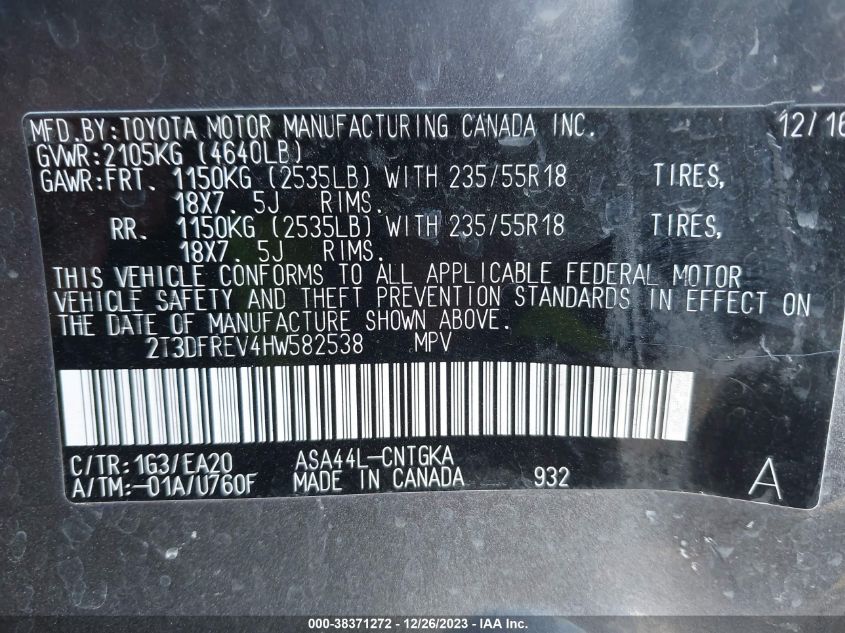 MFD.BY:TOYOTA MOTOR MANUFACTURING CANADA INC. 12/16
GVWR:2105KG (4640LB)
GAWR:FRT. 1150KG (2535LB) WITH 235/55R18 TIRES,
18X7. 5J RIMS.
RR. 1150KG (2535LB) WITH 235/55R18 TIRES,
18X7. 5J RIMS.
THIS VEHICLE CONFORMS TO ALL APPLICABLE FEDERAL MOTOR
VEHICLE SAFETY AND THEFT PREVENTION STANDARDS IN EFFECT ON
THE DATE OF MANUFACTURE SHOWN ABOVE.
2T3DFREV4HW582538 MPV
C/TR:1G3/EA20 ASA44L-CNTGKA
A/TM:-01A/U760F MADE IN CANADA 932 A
000-38371272 - 12/26/2023 - IAA Inc.